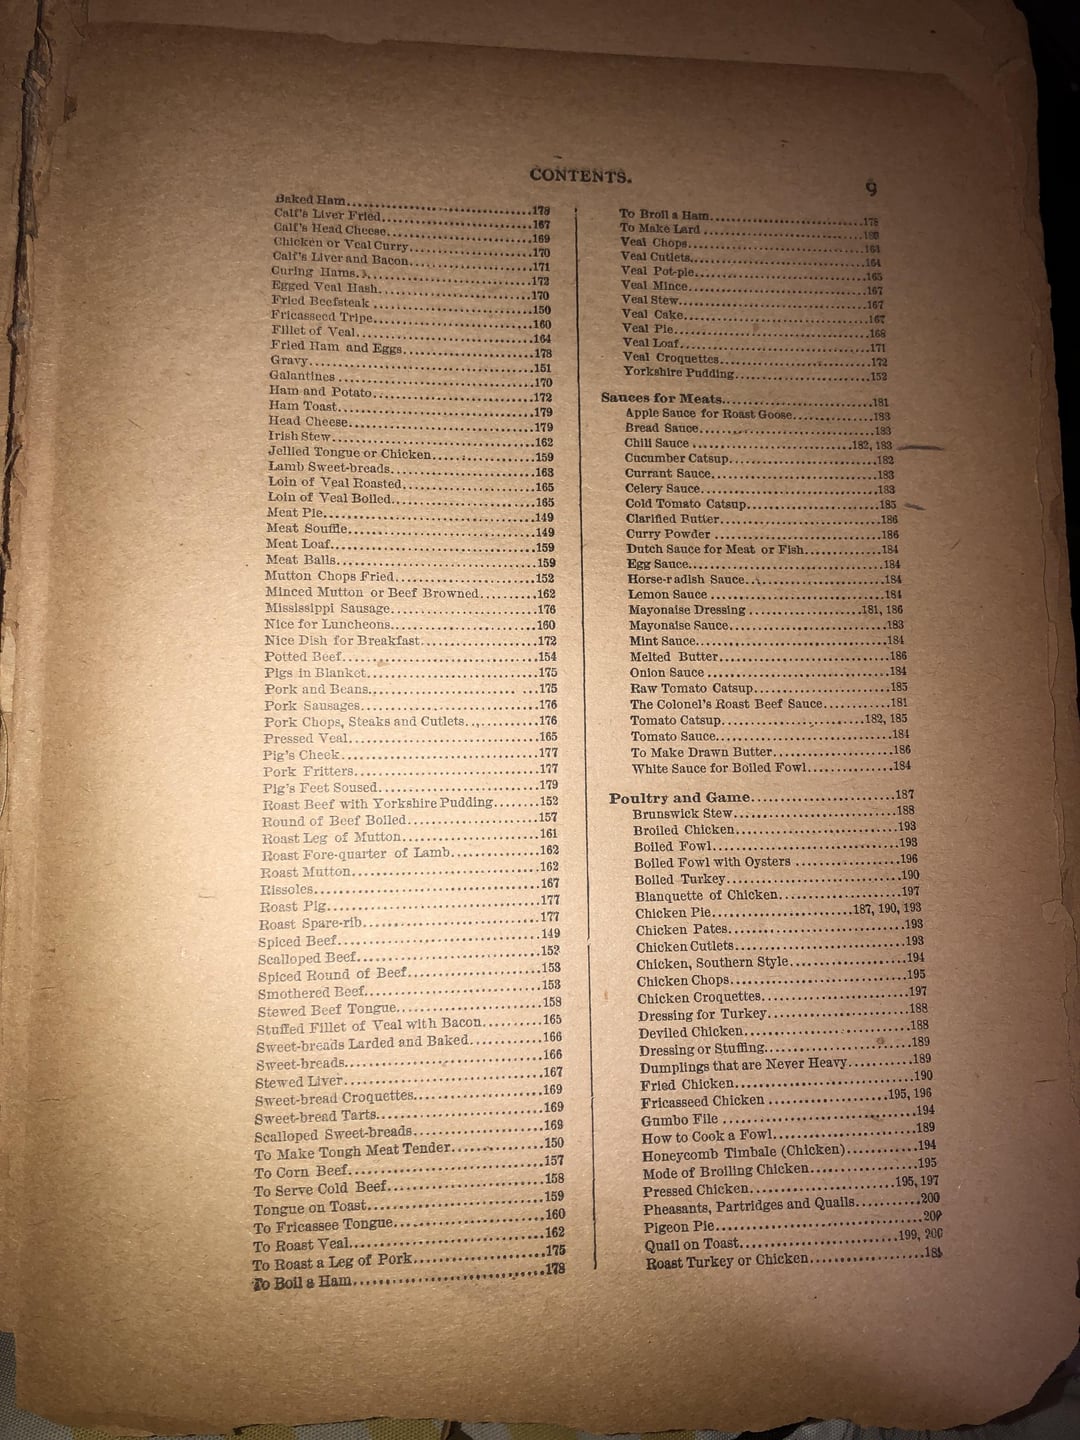 CONTENTS.
9
Baked Ham..............................178
Calf's Liver Fried..............................167
Calf's Head Cheese..............................169
Chicken or Veal Curry..............................170
Calf's Liver and Bacon..............................171
Curing Hams..............................172
Egged Veal Hash..............................170
Fried Beefsteak..............................150
Fricasseed Tripe..............................160
Fillet of Veal..............................164
Fried Ham and Eggs..............................178
Gravy..............................151
Galantines..............................170
Ham and Potato..............................172
Ham Toast..............................179
Head Cheese..............................179
Irish Stew..............................162
Jellied Tongue or Chicken..............................159
Lamb Sweet-breads..............................163
Loin of Veal Roasted..............................165
Loin of Veal Boiled..............................165
Meat Pie..............................149
Meat Souffle..............................149
Meat Loaf..............................159
Meat Balls..............................159
Mutton Chops Fried..............................152
Minced Mutton or Beef Browned..............................162
Mississippi Sausage..............................176
Nice for Luncheons..............................160
Nice Dish for Breakfast..............................172
Potted Beef..............................154
Pigs in Blanket..............................175
Pork and Beans..............................175
Pork Sausages..............................176
Pork Chops, Steaks and Cutlets..............................176
Pressed Veal..............................165
Pig's Cheek..............................177
Pork Fritters..............................177
Pig's Feet Soused..............................179
Roast Beef with Yorkshire Pudding........152
Round of Beef Boiled..............................157
Roast Leg of Mutton..............................161
Roast Fore-quarter of Lamb..............................162
Roast Mutton..............................162
Rissoles..............................167
Roast Pig..............................177
Roast Spare-rib..............................177
Spiced Beef..............................149
Scalloped Beef..............................152
Spiced Round of Beef..............................153
Smothered Beef..............................153
Stewed Beef Tongue..............................158
Stuffed Fillet of Veal with Bacon..........165
Sweet-breads Larded and Baked............166
Sweet-breads..............................166
Stewed Liver..............................167
Sweet-bread Croquettes..............................169
Sweet-bread Tarts..............................169
Scalloped Sweet-breads..............................169
To Make Tough Meat Tender..............................150
To Corn Beef..............................157
To Serve Cold Beef..............................158
Tongue on Toast..............................159
To Fricassee Tongue..............................160
To Roast Veal..............................162
To Roast a Leg of Pork..............................175
To Boil a Ham..............................178
To Broil a Ham..............................178
To Make Lard..............................180
Veal Chops..............................164
Veal Cutlets..............................164
Veal Pot-pie..............................165
Veal Mince..............................167
Veal Stew..............................167
Veal Cake..............................167
Veal Pie..............................168
Veal Loaf..............................171
Veal Croquettes..............................172
Yorkshire Pudding..............................152
Sauces for Meats..............................181
Apple Sauce for Roast Goose..............183
Bread Sauce..............................183
Chili Sauce..............................182, 183
Cucumber Catsup..............................182
Currant Sauce..............................183
Celery Sauce..............................183
Cold Tomato Catsup..............................185
Clarified Butter..............................186
Curry Powder..............................186
Dutch Sauce for Meat or Fish.............184
Egg Sauce..............................184
Horse-radish Sauce..............................184
Lemon Sauce..............................184
Mayonaise Dressing..................181, 186
Mayonaise Sauce..............................183
Mint Sauce..............................184
Melted Butter..............................186
Onion Sauce..............................184
Raw Tomato Catsup..............................185
The Colonel's Roast Beef Sauce...........181
Tomato Catsup..............................182, 185
Tomato Sauce..............................184
To Make Drawn Butter..............................186
White Sauce for Boiled Fowl..............184
Poultry and Game..............................187
Brunswick Stew..............................188
Broiled Chicken..............................193
Boiled Fowl..............................193
Boiled Fowl with Oysters..................196
Boiled Turkey..............................190
Blanquette of Chicken..............................197
Chicken Pie........................187, 190, 193
Chicken Pates..............................193
Chicken Cutlets..............................193
Chicken, Southern Style..............................194
Chicken Chops..............................195
Chicken Croquettes..............................197
Dressing for Turkey..............................188
Deviled Chicken..............................188
Dressing or Stuffing..............................189
Dumplings that are Never Heavy..........189
Fried Chicken..............................190
Fricasseed Chicken..................195, 196
Gumbo File..............................194
How to Cook a Fowl..............................189
Honeycomb Timbale (Chicken)............194
Mode of Broiling Chicken..................195
Pressed Chicken..............................195, 197
Pheasants, Partridges and Quails..........200
Pigeon Pie..............................
Quail on Toast..............................199, 200
Roast Turkey or Chicken..............................